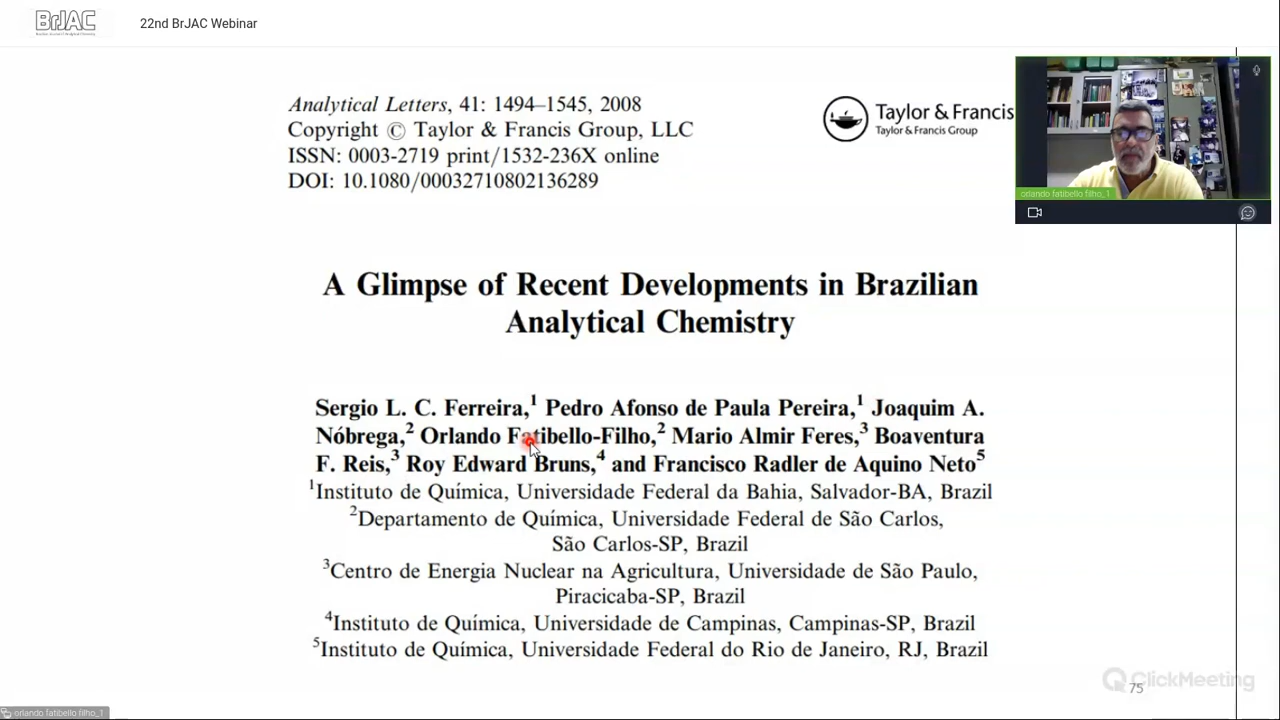 BrJAC
22nd BrJAC Webinar
Analytical Letters, 41: 1494–1545, 2008
Copyright © Taylor & Francis Group, LLC
ISSN: 0003-2719 print/1532-236X online
DOI: 10.1080/00032710802136289
Taylor & Francis
Taylor & Francis Group
orlando fatibello filho_1
A Glimpse of Recent Developments in Brazilian
Analytical Chemistry
Sergio L. C. Ferreira,1 Pedro Afonso de Paula Pereira,1 Joaquim A.
Nóbrega,2 Orlando Fatibello-Filho,2 Mario Almir Feres,3 Boaventura
F. Reis,3 Roy Edward Bruns,4 and Francisco Radler de Aquino Neto5
1Instituto de Química, Universidade Federal da Bahia, Salvador-BA, Brazil
2Departamento de Química, Universidade Federal de São Carlos,
São Carlos-SP, Brazil
3Centro de Energia Nuclear na Agricultura, Universidade de São Paulo,
Piracicaba-SP, Brazil
4Instituto de Química, Universidade de Campinas, Campinas-SP, Brazil
5Instituto de Química, Universidade Federal do Rio de Janeiro, RJ, Brazil
ClickMeeting
75
orlando fatibello filho_1